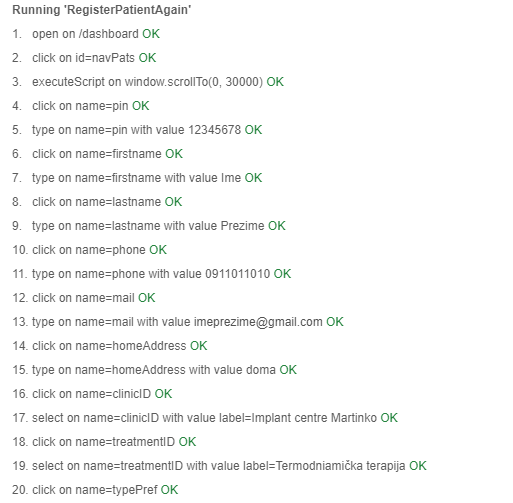 Running 'RegisterPatientAgain'
1. open on /dashboard OK
2. click on id=navPats OK
3. executeScript on window.scrollTo(0, 30000) OK
4. click on name=pin OK
5. type on name=pin with value 12345678 OK
6. click on name=firstname OK
7. type on name=firstname with value Ime OK
8. click on name=lastname OK
9. type on name=lastname with value Prezime OK
10. click on name=phone OK
11. type on name=phone with value 0911011010 OK
12. click on name=mail OK
13. type on name=mail with value imeprezime@gmail.com OK
14. click on name=homeAddress OK
15. type on name=homeAddress with value doma OK
16. click on name=clinicID OK
17. select on name=clinicID with value label=Implant centre Martinko OK
18. click on name=treatmentID OK
19. select on name=treatmentID with value label=Termodniamička terapija OK
20. click on name=typePref OK